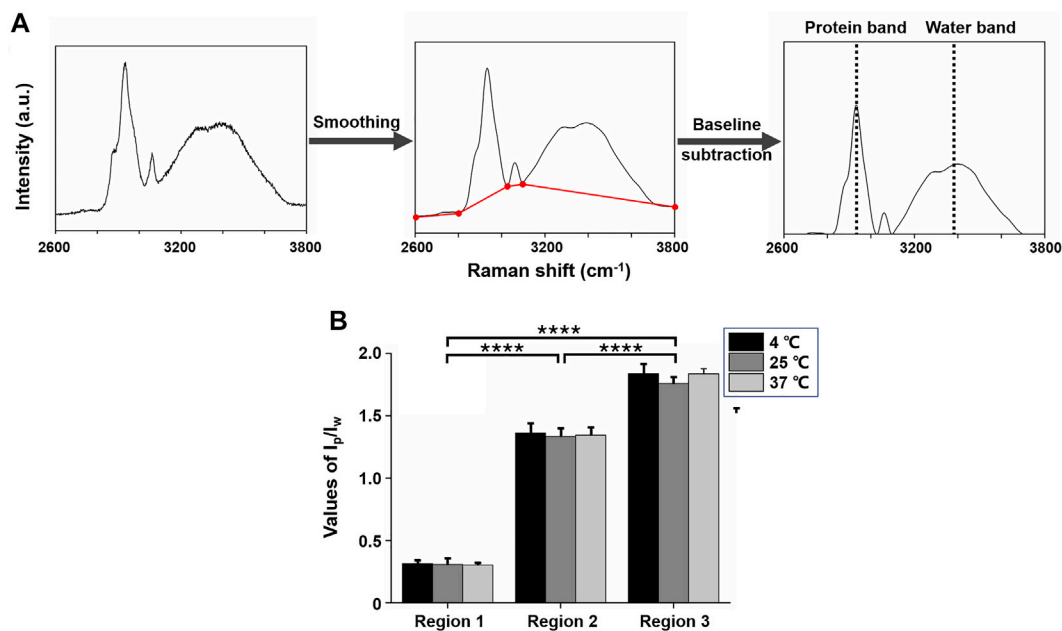 A
Intensity (a.u.)
2600 3200 3800
Smoothing
2600 3200 3800
Raman shift (cm⁻¹)
Baseline
subtraction
Protein band Water band
2600 3200 3800
B
Values of Iₚ/I_w
2.0
1.5
1.0
0.5
0
****
**** ****
4 ℃
25 ℃
37 ℃
Region 1 Region 2 Region 3